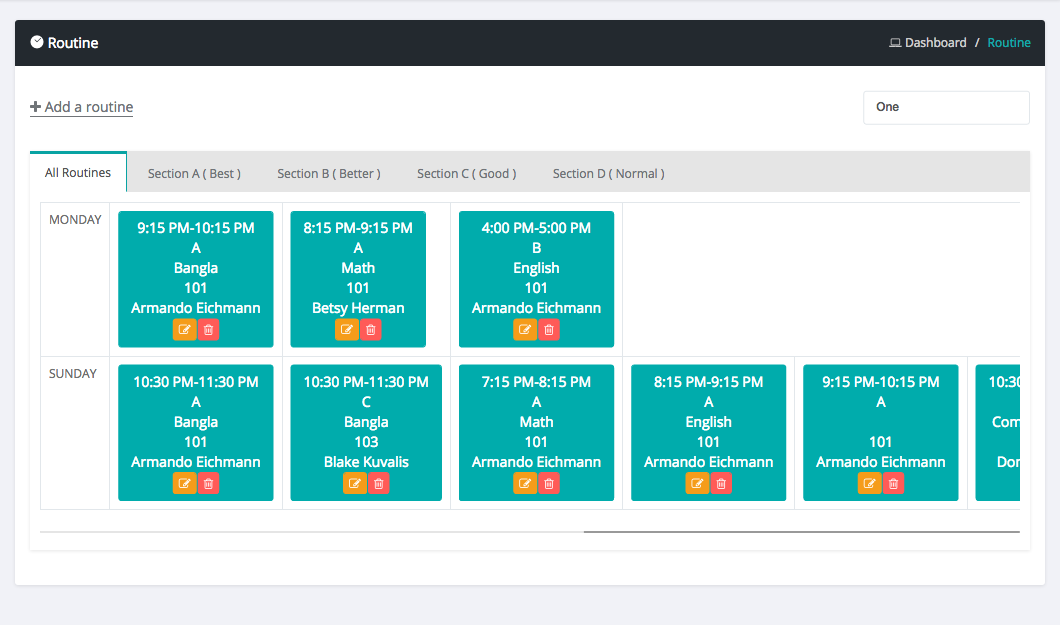 Routine
Dashboard / Routine
Add a routine
One
All Routines
Section A ( Best )
Section B ( Better )
Section C ( Good )
Section D ( Normal )
MONDAY
9:15 PM-10:15 PM
A
Bangla
101
Armando Eichmann
8:15 PM-9:15 PM
A
Math
101
Betsy Herman
4:00 PM-5:00 PM
B
English
101
Armando Eichmann
SUNDAY
10:30 PM-11:30 PM
A
Bangla
101
Armando Eichmann
10:30 PM-11:30 PM
C
Bangla
103
Blake Kuvalis
7:15 PM-8:15 PM
A
Math
101
Armando Eichmann
8:15 PM-9:15 PM
A
English
101
Armando Eichmann
9:15 PM-10:15 PM
A
101
Armando Eichmann
10:30
Com